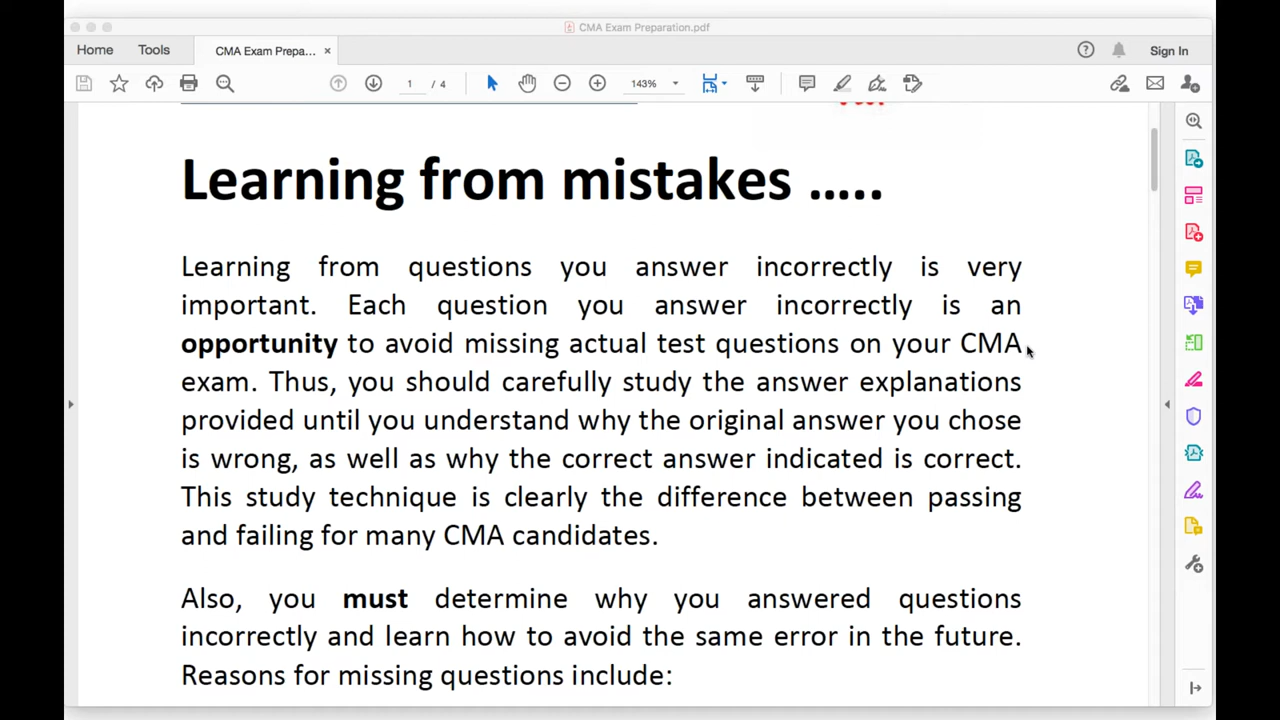 CMA Exam Preparation.pdf
Home Tools CMA Exam Prepa... × Sign In
1 / 4 143%
Learning from mistakes …..
Learning from questions you answer incorrectly is very
important. Each question you answer incorrectly is an
opportunity to avoid missing actual test questions on your CMA
exam. Thus, you should carefully study the answer explanations
provided until you understand why the original answer you chose
is wrong, as well as why the correct answer indicated is correct.
This study technique is clearly the difference between passing
and failing for many CMA candidates.
Also, you must determine why you answered questions
incorrectly and learn how to avoid the same error in the future.
Reasons for missing questions include: